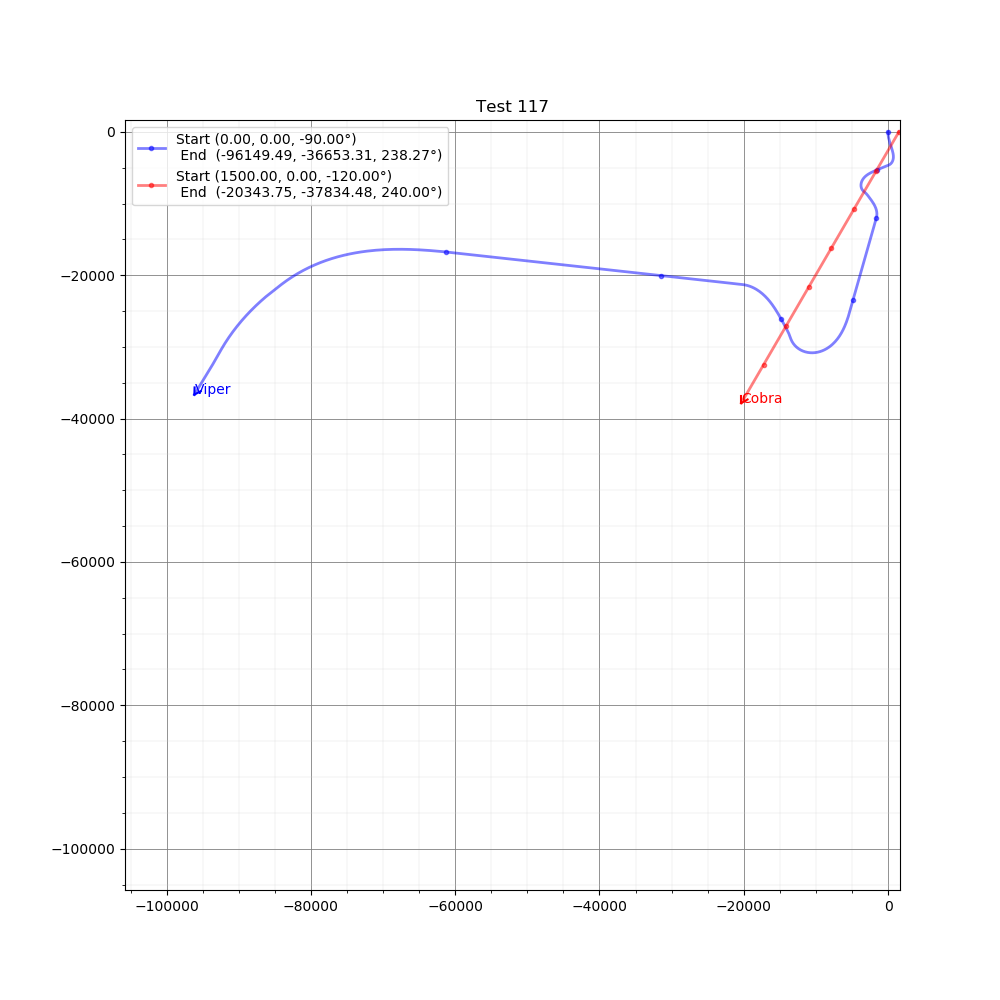 Test 117
Start (0.00, 0.00, -90.00°)
End (-96149.49, -36653.31, 238.27°)
Start (1500.00, 0.00, -120.00°)
End (-20343.75, -37834.48, 240.00°)
0
−20000
−40000
−60000
−80000
−100000
Viper
Cobra
−100000
−80000
−60000
−40000
−20000
0